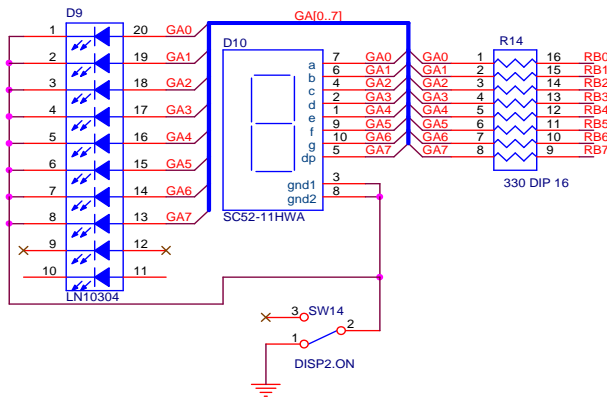 GA[0..7]
D9
1 20 GA0
2 19 GA1
3 18 GA2
4 17 GA3
5 16 GA4
6 15 GA5
7 14 GA6
8 13 GA7
9 12
10 11
LN10304
D10
a 7 GA0
b 6 GA1
c 4 GA2
d 2 GA3
e 1 GA4
f 9 GA5
g 10 GA6
dp 5 GA7
gnd1 3
gnd2 8
SC52-11HWA
R14
GA0 1 16 RB0
GA1 2 15 RB1
GA2 3 14 RB2
GA3 4 13 RB3
GA4 5 12 RB4
GA5 6 11 RB5
GA6 7 10 RB6
GA7 8 9 RB7
330 DIP 16
3 SW14
2
1
DISP2.ON